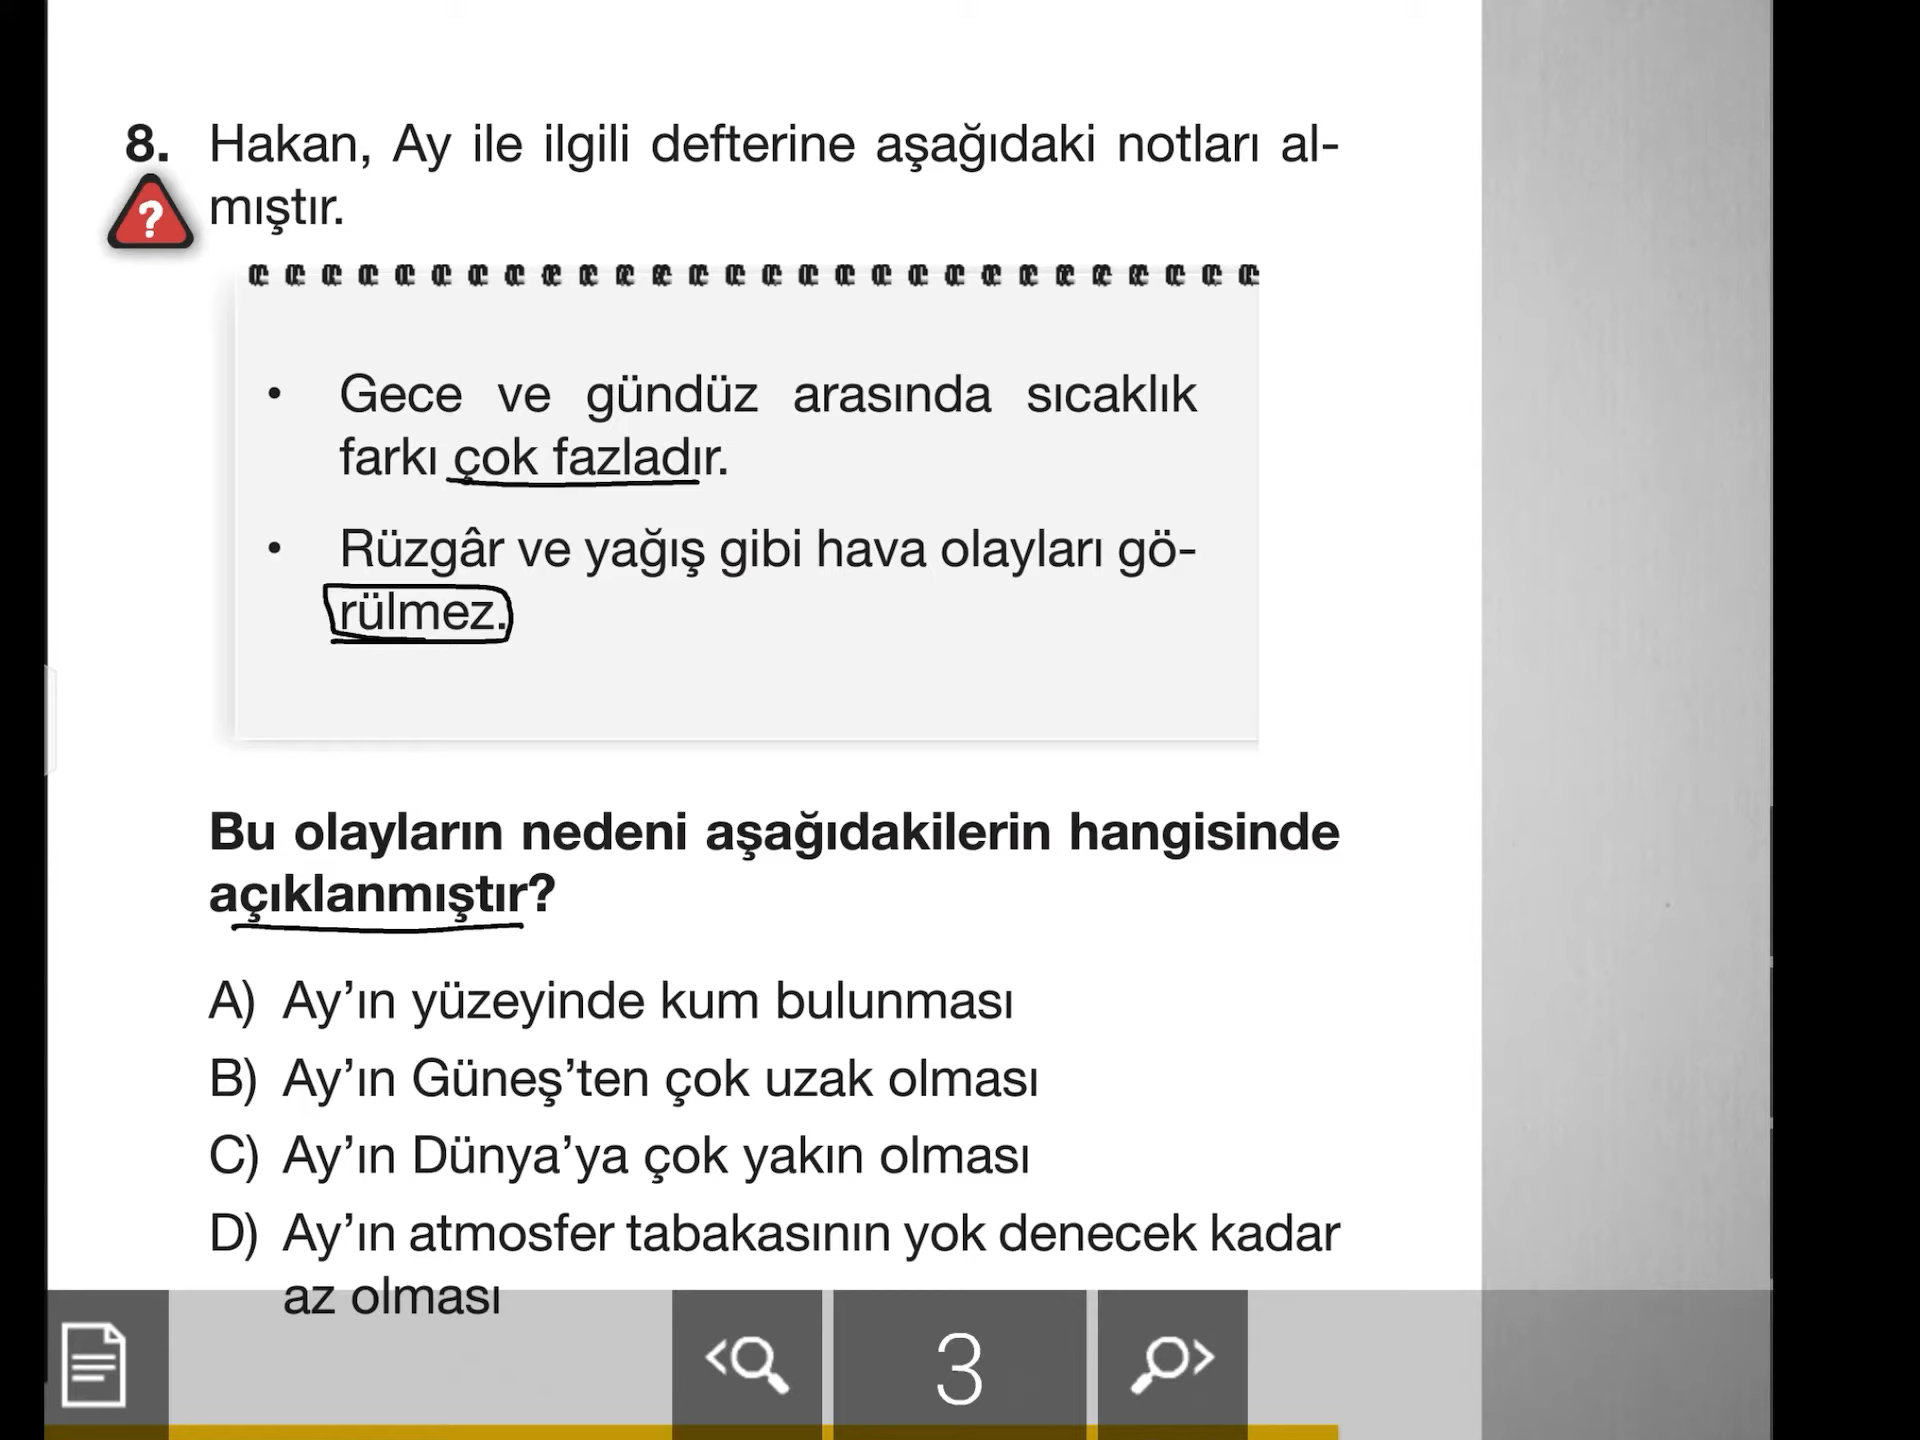 8. Hakan, Ay ile ilgili defterine aşağıdaki notları al-
mıştır.
?
• Gece ve gündüz arasında sıcaklık
farkı çok fazladır.
• Rüzgâr ve yağış gibi hava olayları gö-
rülmez.
Bu olayların nedeni aşağıdakilerin hangisinde
açıklanmıştır?
A) Ay’ın yüzeyinde kum bulunması
B) Ay’ın Güneş’ten çok uzak olması
C) Ay’ın Dünya’ya çok yakın olması
D) Ay’ın atmosfer tabakasının yok denecek kadar
az olması
3